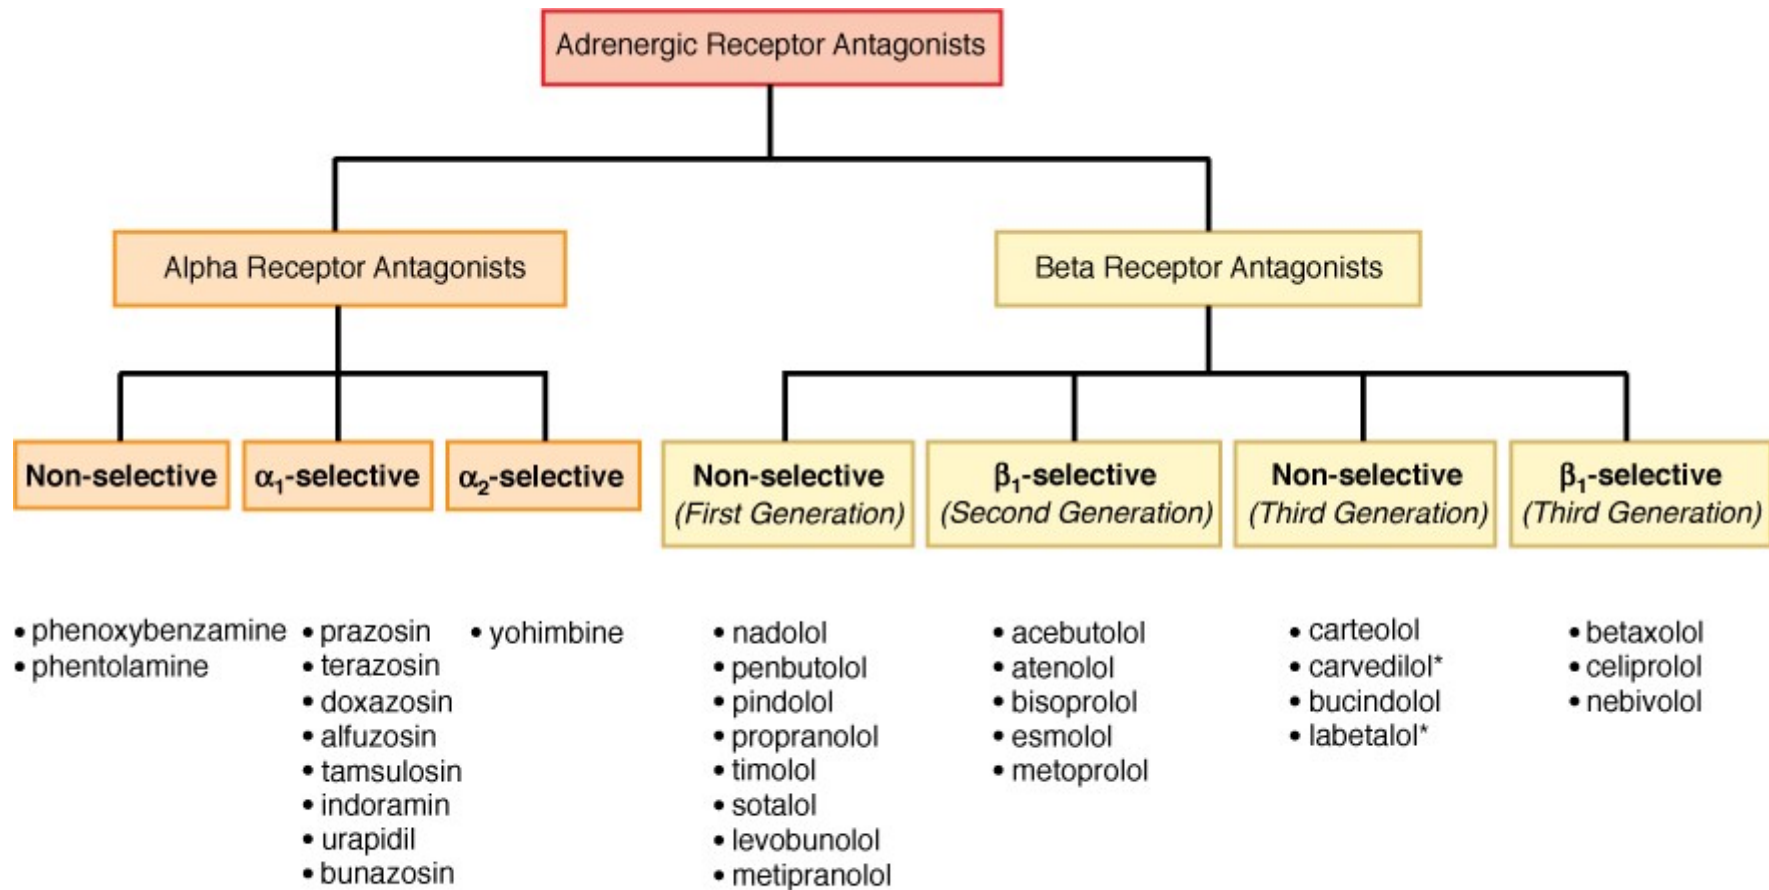 Adrenergic Receptor Antagonists
Alpha Receptor Antagonists
Beta Receptor Antagonists
Non-selective
α₁-selective
α₂-selective
Non-selective
(First Generation)
β₁-selective
(Second Generation)
Non-selective
(Third Generation)
β₁-selective
(Third Generation)
• phenoxybenzamine
• phentolamine
• prazosin
• terazosin
• doxazosin
• alfuzosin
• tamsulosin
• indoramin
• urapidil
• bunazosin
• yohimbine
• nadolol
• penbutolol
• pindolol
• propranolol
• timolol
• sotalol
• levobunolol
• metipranolol
• acebutolol
• atenolol
• bisoprolol
• esmolol
• metoprolol
• carteolol
• carvedilol*
• bucindolol
• labetalol*
• betaxolol
• celiprolol
• nebivolol